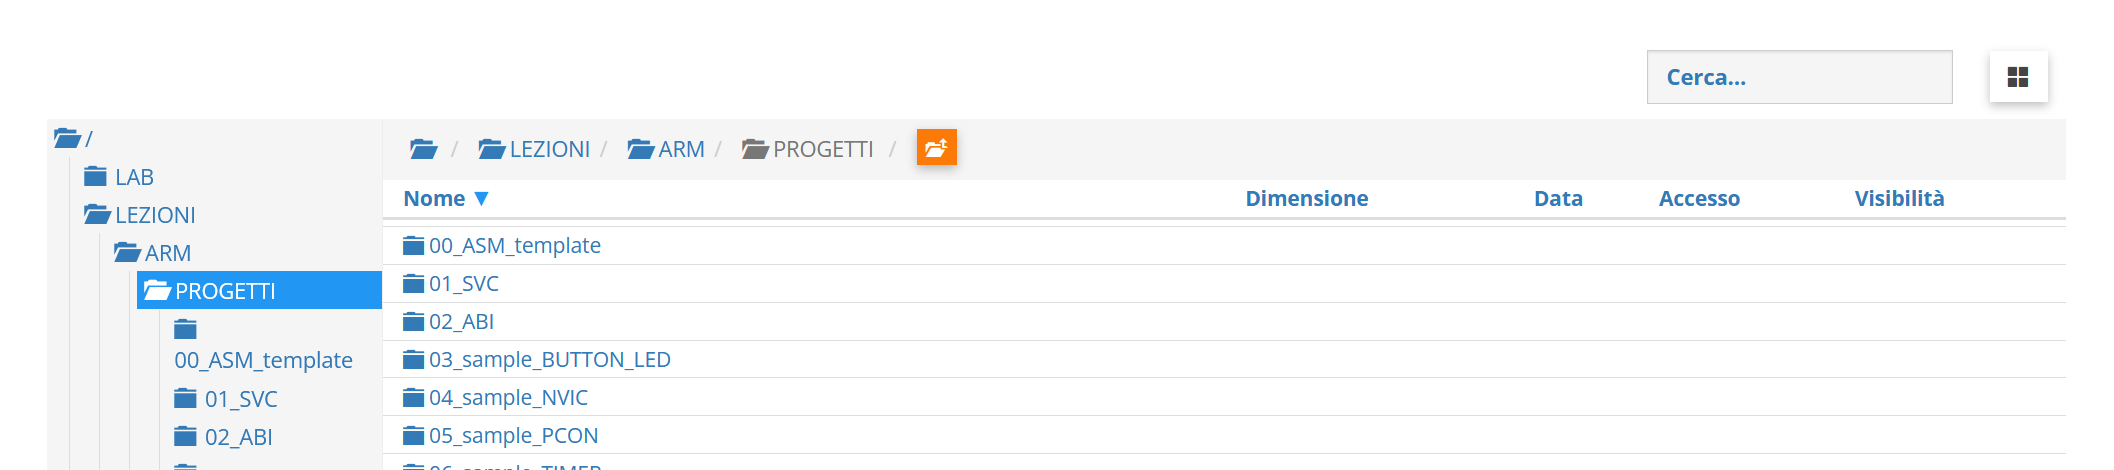 Cerca...
/
LAB
LEZIONI
ARM
PROGETTI
00_ASM_template
01_SVC
02_ABI
/ LEZIONI / ARM / PROGETTI /
Nome ▼ Dimensione Data Accesso Visibilità
00_ASM_template
01_SVC
02_ABI
03_sample_BUTTON_LED
04_sample_NVIC
05_sample_PCON
06_sample_TIMER